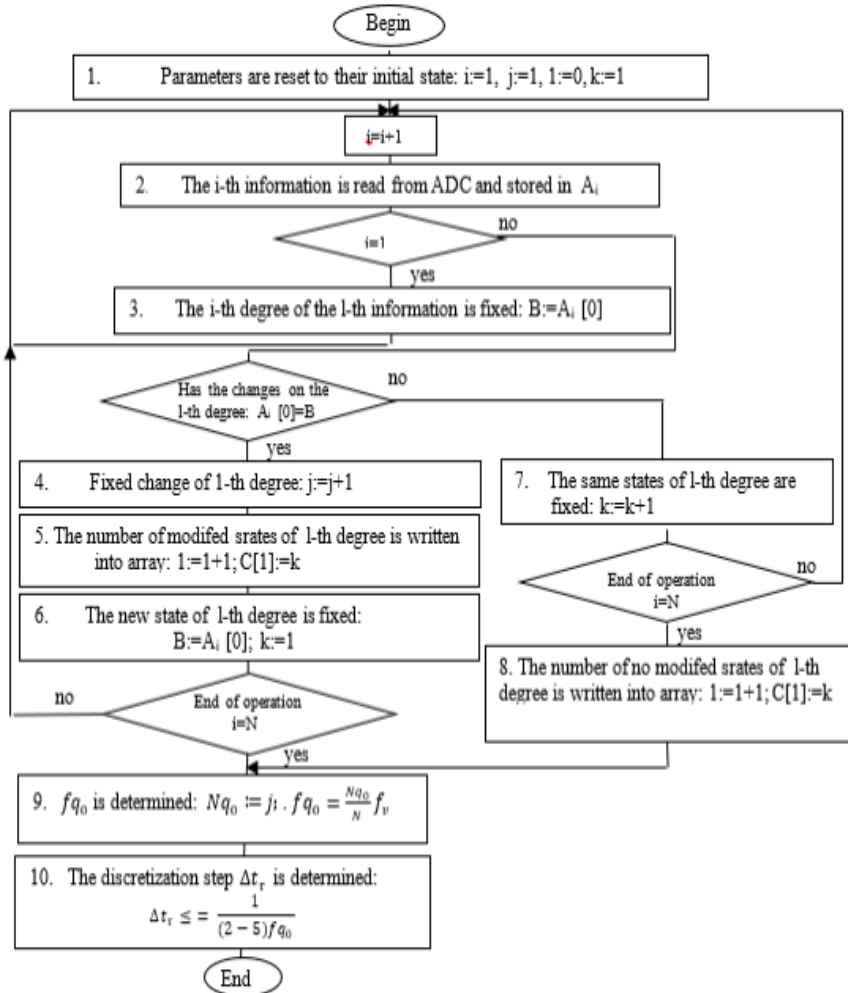 Begin
1. Parameters are reset to their initial state: i:=1, j:=1, 1:=0, k:=1
i=i+1
2. The i-th information is read from ADC and stored in Aᵢ
i=1
no
yes
3. The i-th degree of the l-th information is fixed: B:=Aᵢ [0]
Has the changes on the
l-th degree: Aᵢ [0]=B
no
yes
4. Fixed change of 1-th degree: j:=j+1
5. The number of modifed srates of l-th degree is written
into array: 1:=1+1; C[1]:=k
6. The new state of l-th degree is fixed:
B:=Aᵢ [0]; k:=1
End of operation
i=N
no
yes
7. The same states of l-th degree are
fixed: k:=k+1
End of operation
i=N
no
yes
8. The number of no modifed srates of l-th
degree is written into array: 1:=1+1; C[1]:=k
9. fq₀ is determined: Nq₀ := j; . fq₀ = Nq₀/N fᵥ
10. The discretization step Δtᵣ is determined:
Δtᵣ ≤ = 1/((2 − 5)fq₀)
End